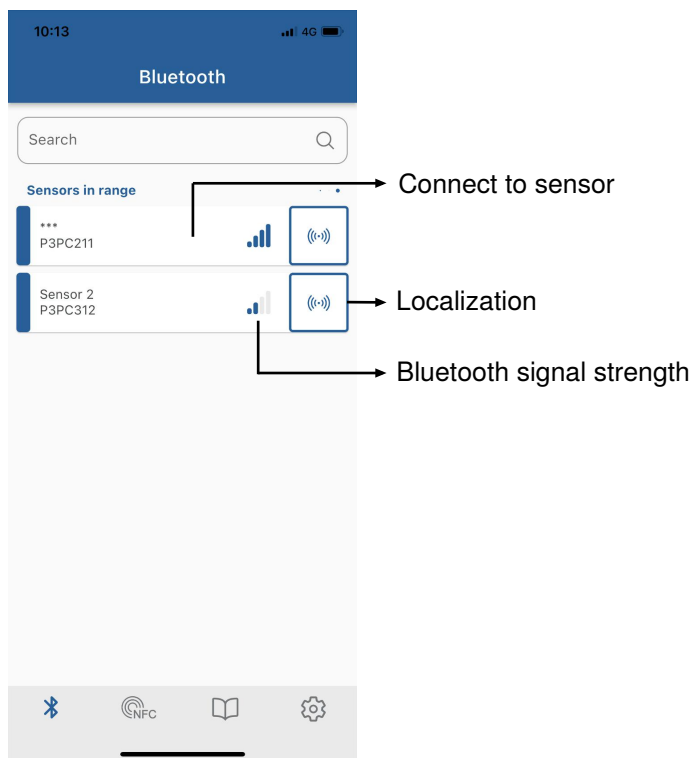 10:13 4G
Bluetooth
Search
Sensors in range
Connect to sensor
***
P3PC211
Sensor 2
P3PC312
Localization
Bluetooth signal strength
NFC